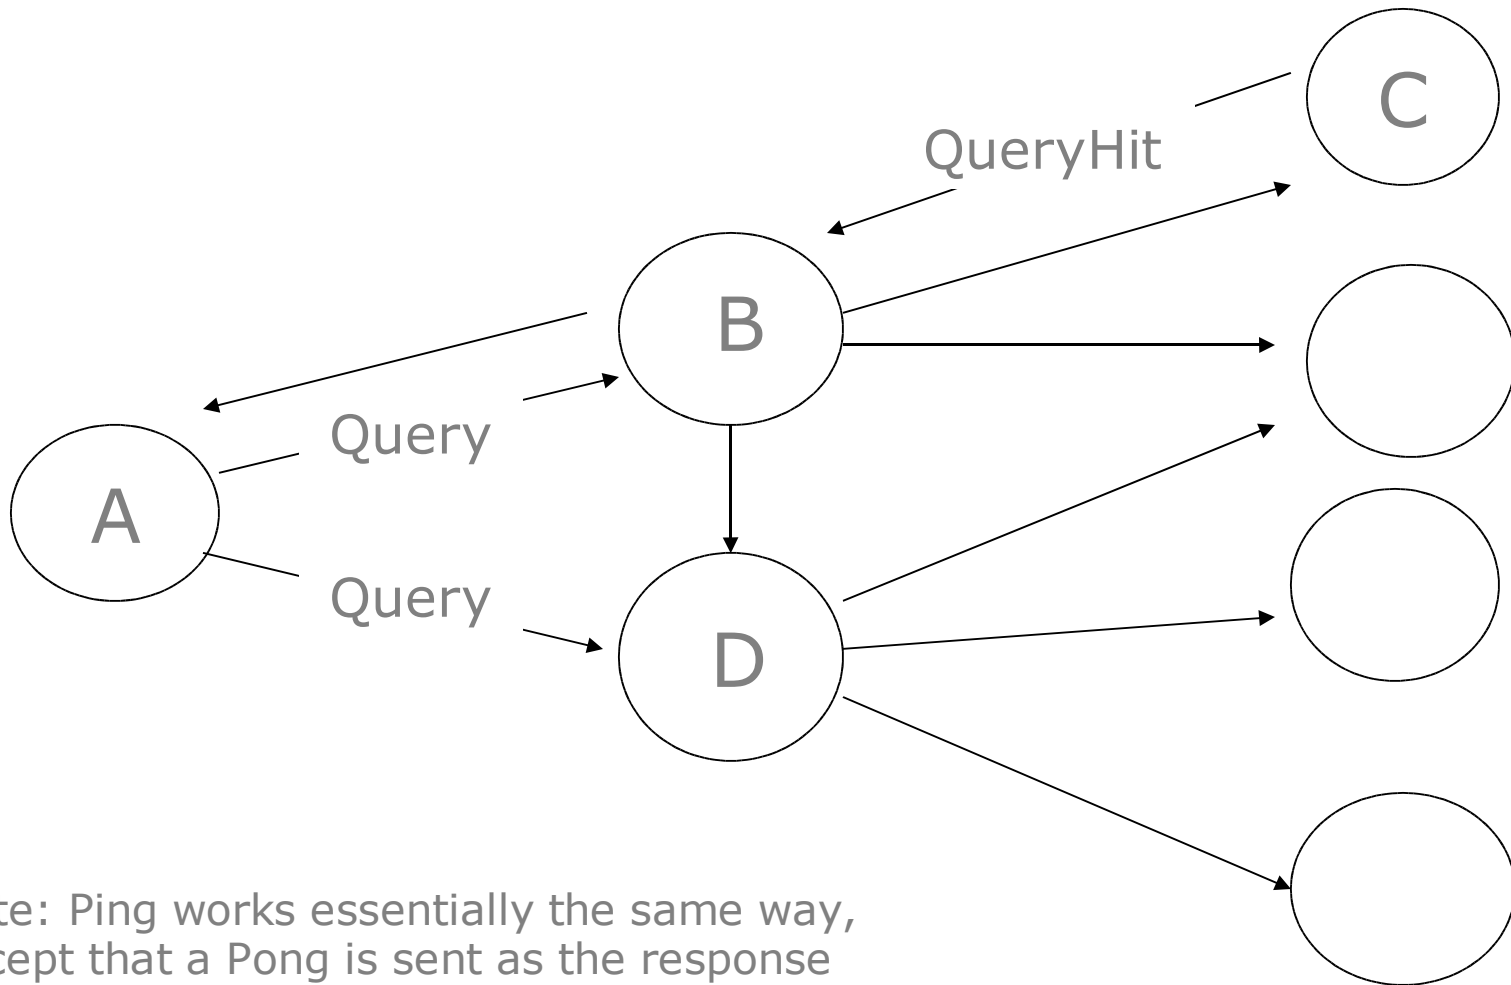 C
QueryHit
B
Query
A
Query
D
te: Ping works essentially the same way,
cept that a Pong is sent as the response